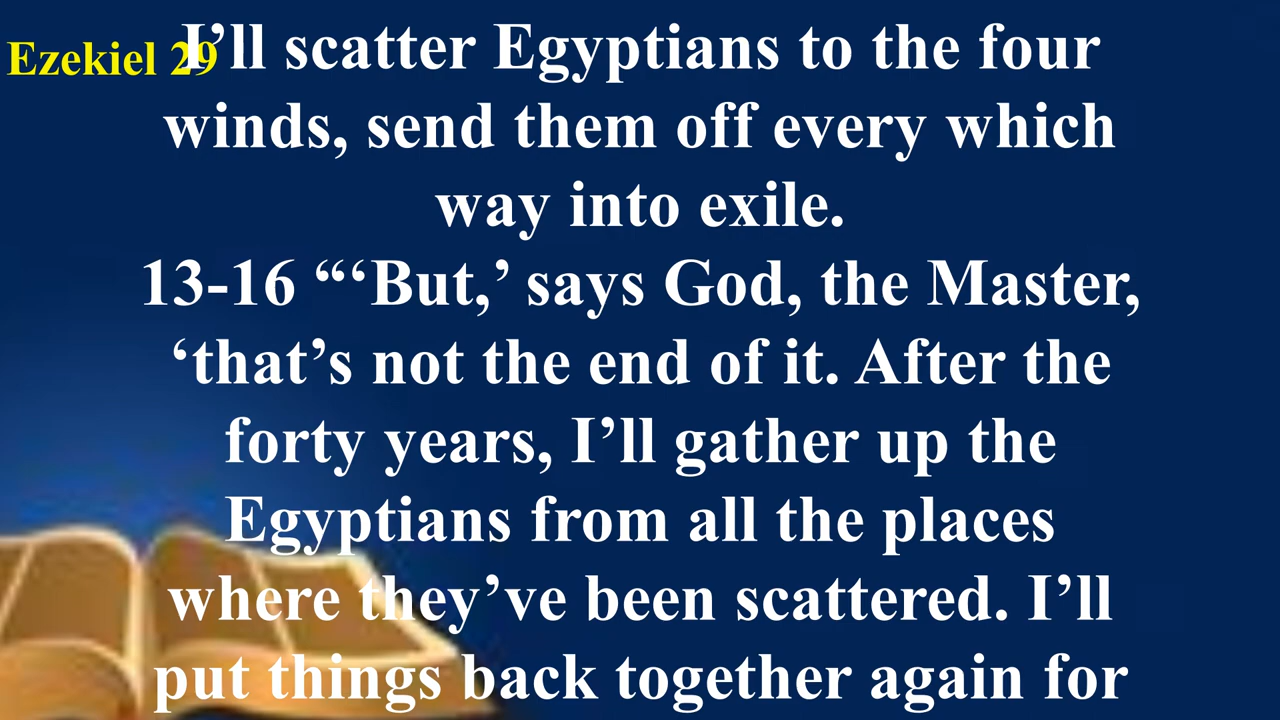 Ezekiel 29
I’ll scatter Egyptians to the four
winds, send them off every which
way into exile.
13-16 “‘But,’ says God, the Master,
‘that’s not the end of it. After the
forty years, I’ll gather up the
Egyptians from all the places
where they’ve been scattered. I’ll
put things back together again for